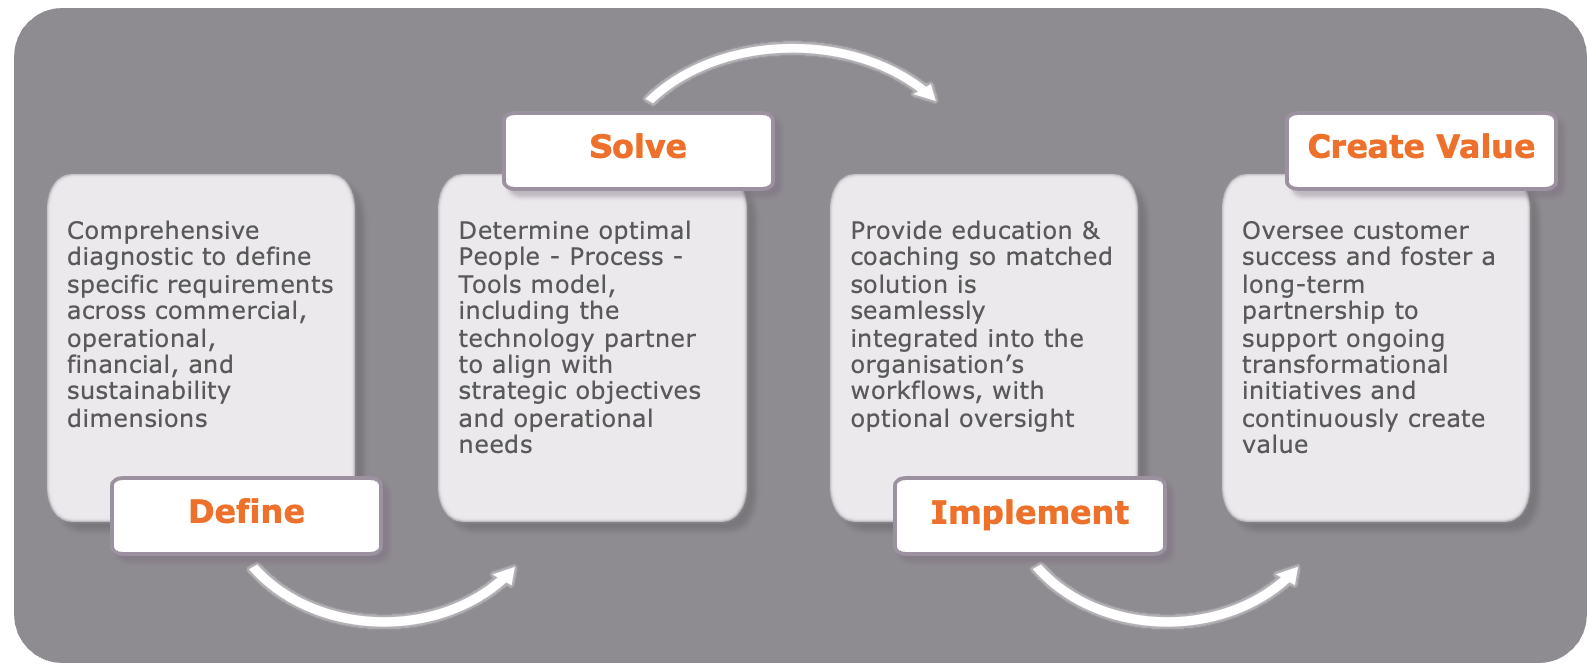 Comprehensive
diagnostic to define
specific requirements
across commercial,
operational,
financial, and
sustainability
dimensions
Define
Solve
Determine optimal
People - Process -
Tools model,
including the
technology partner
to align with
strategic objectives
and operational
needs
Provide education &
coaching so matched
solution is
seamlessly
integrated into the
organisation’s
workflows, with
optional oversight
Implement
Create Value
Oversee customer
success and foster a
long-term
partnership to
support ongoing
transformational
initiatives and
continuously create
value